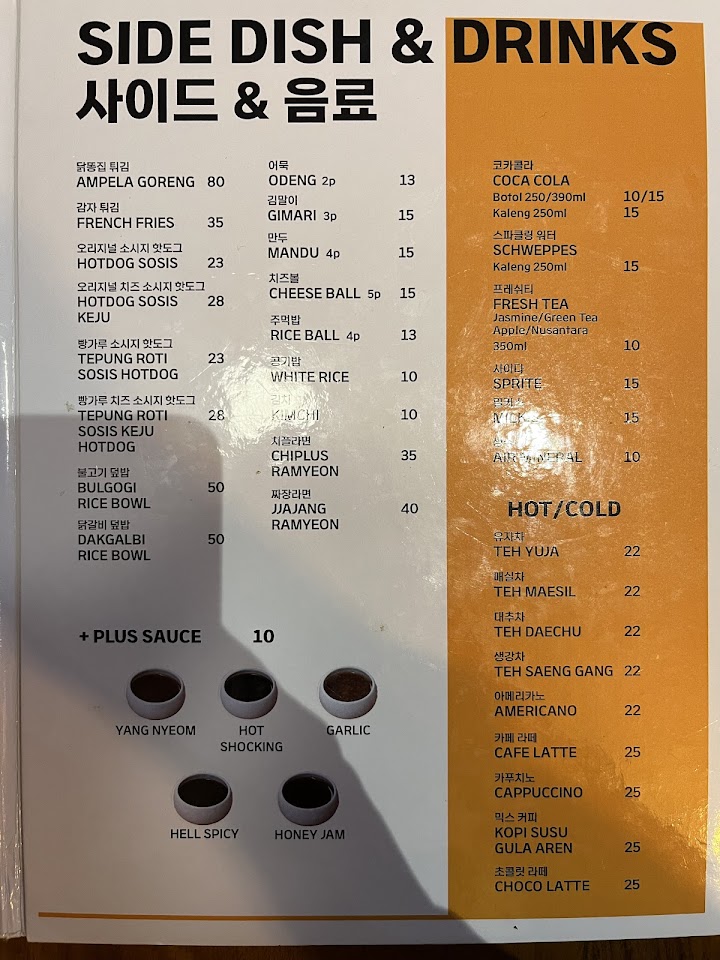 SIDE DISH & DRINKS
사이드 & 음료
닭똥집 튀김
AMPELA GORENG 80
감자 튀김
FRENCH FRIES 35
오리지널 소시지 핫도그
HOTDOG SOSIS 23
오리지널 치즈 소시지 핫도그
HOTDOG SOSIS 28
KEJU
빵가루 소시지 핫도그
TEPUNG ROTI 23
SOSIS HOTDOG
빵가루 치즈 소시지 핫도그
TEPUNG ROTI 28
SOSIS KEJU
HOTDOG
불고기 덮밥
BULGOGI 50
RICE BOWL
닭갈비 덮밥
DAKGALBI 50
RICE BOWL
어묵
ODENG 2p 13
김말이
GIMARI 3p 15
만두
MANDU 4p 15
치즈볼
CHEESE BALL 5p 15
주먹밥
RICE BALL 4p 13
공기밥
WHITE RICE 10
김치
KIMCHI 10
치플라면
CHIPLUS 35
RAMYEON
짜장라면
JJAJANG 40
RAMYEON
+ PLUS SAUCE 10
YANG NYEOM
HOT
SHOCKING
GARLIC
HELL SPICY
HONEY JAM
코카콜라
COCA COLA
Botol 250/390ml 10/15
Kaleng 250ml 15
스파클링 워터
SCHWEPPES
Kaleng 250ml 15
프레쉬티
FRESH TEA
Jasmine/Green Tea
Apple/Nusantara
350ml 10
사이다
SPRITE 15
15
AIR MINERAL 10
HOT/COLD
유자차
TEH YUJA 22
매실차
TEH MAESIL 22
대추차
TEH DAECHU 22
생강차
TEH SAENG GANG 22
아메리카노
AMERICANO 22
카페 라떼
CAFE LATTE 25
카푸치노
CAPPUCCINO 25
믹스 커피
KOPI SUSU
GULA AREN 25
초콜릿 라떼
CHOCO LATTE 25